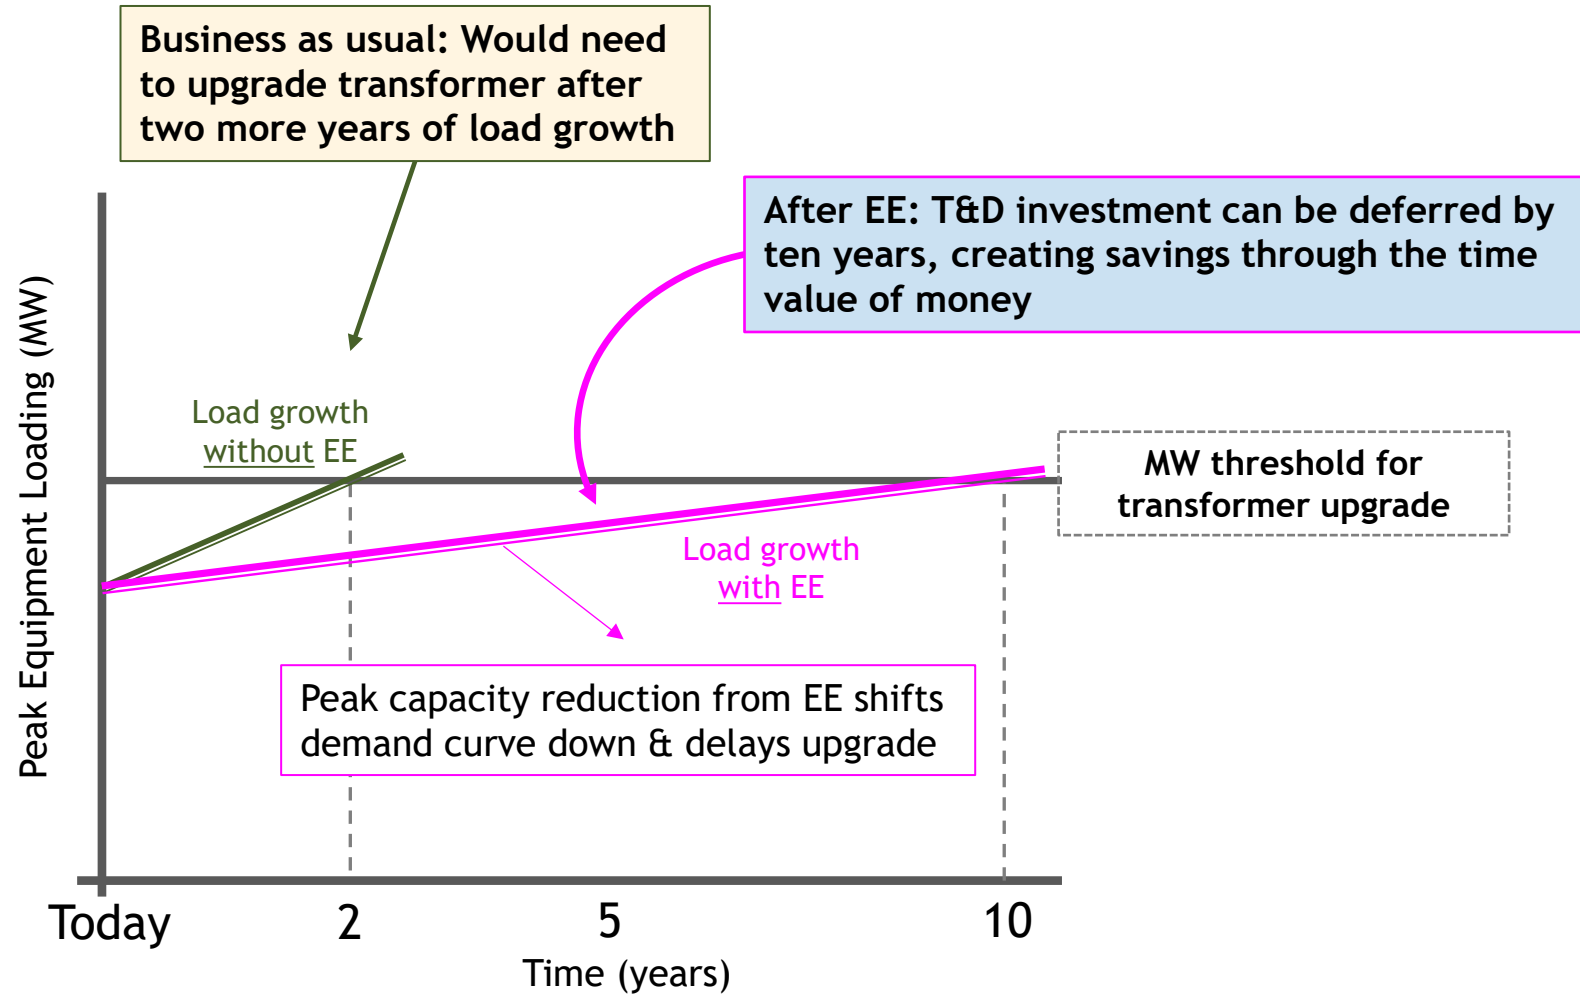 Business as usual: Would need
to upgrade transformer after
two more years of load growth
After EE: T&D investment can be deferred by
ten years, creating savings through the time
value of money
Peak Equipment Loading (MW)
Load growth
without EE
MW threshold for
transformer upgrade
Load growth
with EE
Peak capacity reduction from EE shifts
demand curve down & delays upgrade
Today 2 5 10
Time (years)